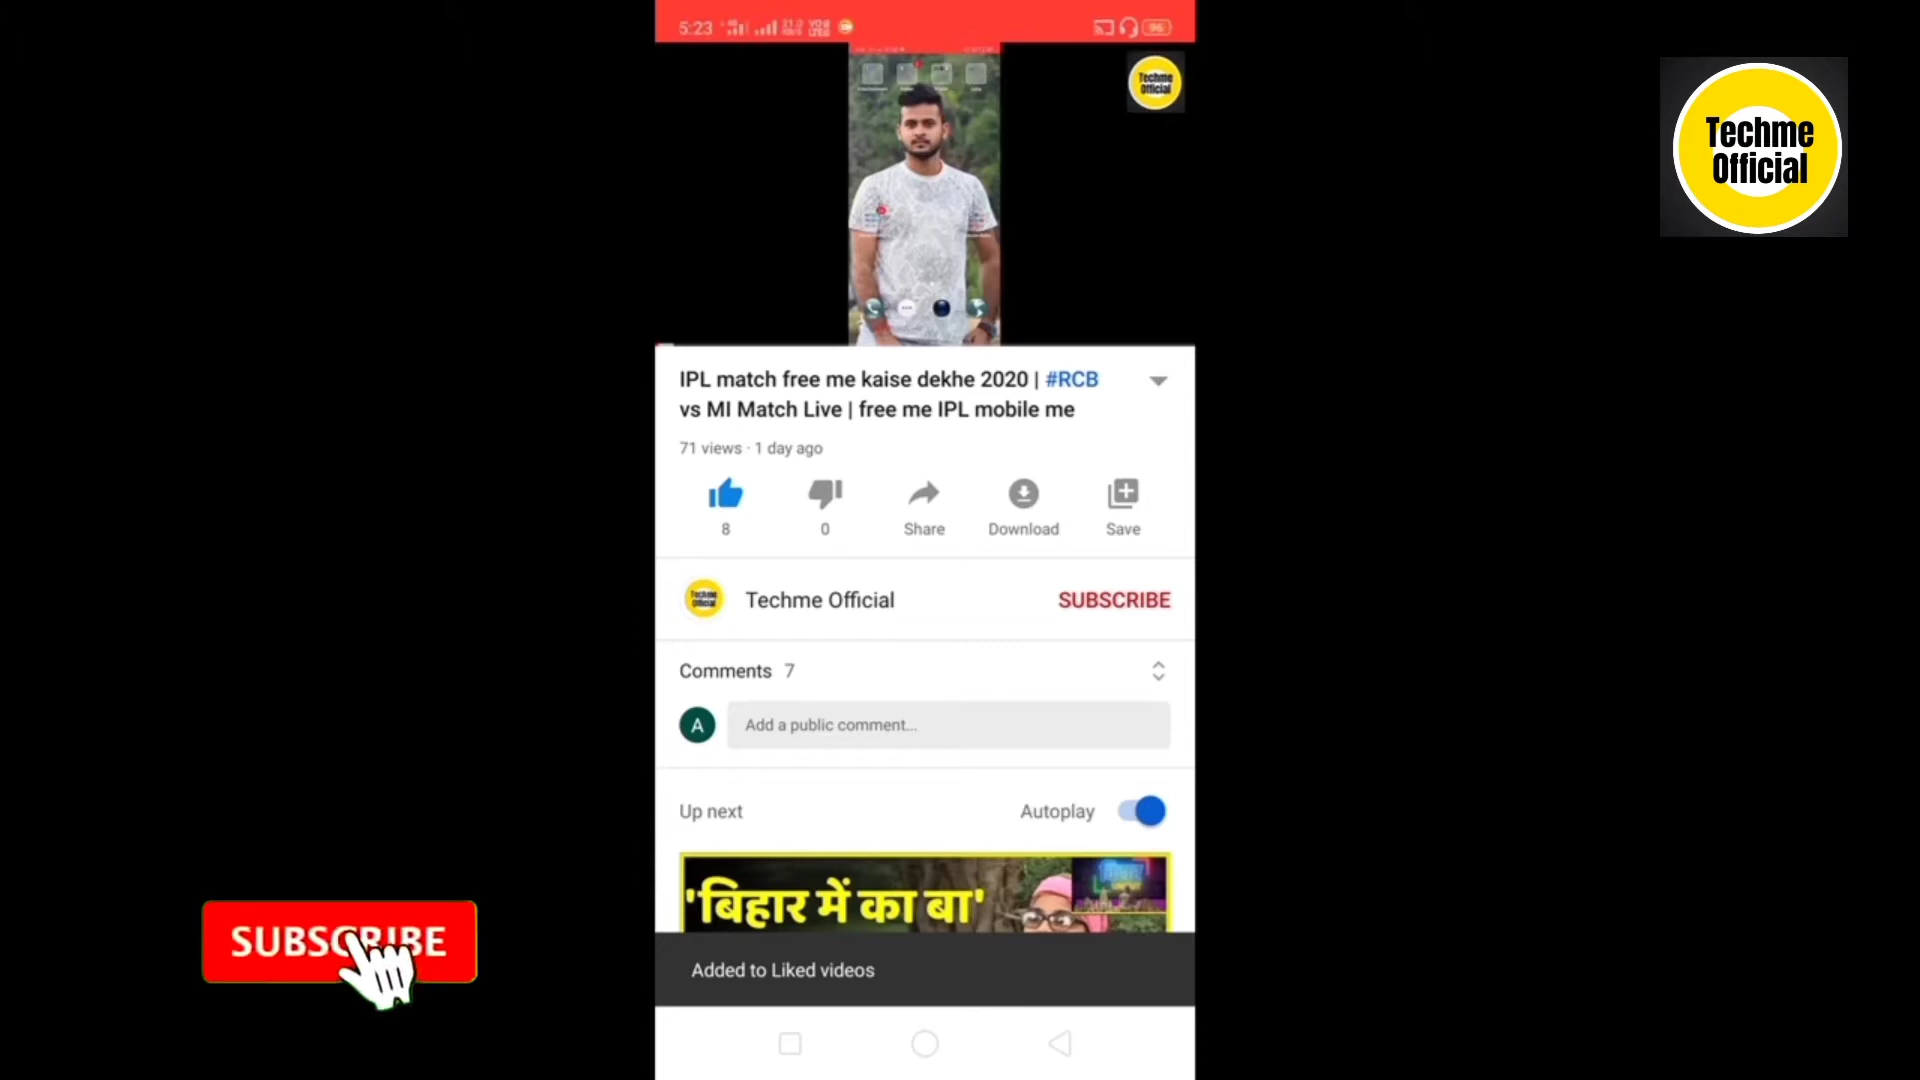 5:23
Techme
Official
Techme
Official
IPL match free me kaise dekhe 2020 | #RCB
vs MI Match Live | free me IPL mobile me
71 views · 1 day ago
8
0
Share
Download
Save
Techme
Official
Techme Official
SUBSCRIBE
Comments 7
A
Add a public comment...
Up next
Autoplay
'बिहार में का बा'
SUBSCRIBE
Added to Liked videos